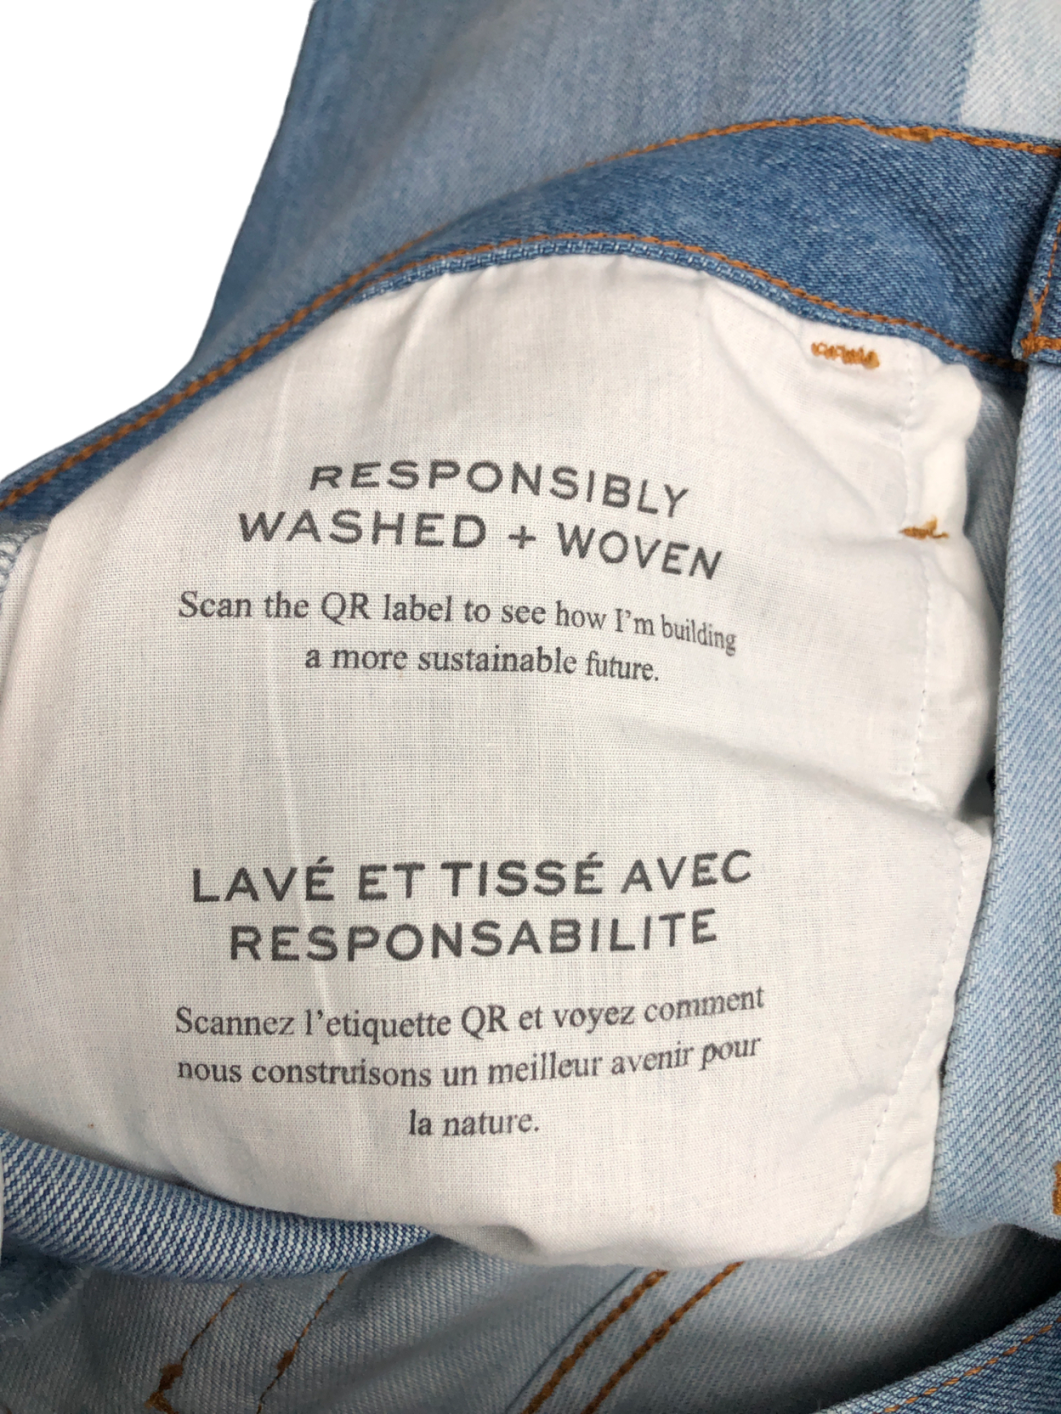 RESPONSIBLY
WASHED + WOVEN
Scan the QR label to see how I'm building
a more sustainable future.
LAVÉ ET TISSÉ AVEC
RESPONSABILITE
Scannez l'etiquette QR et voyez comment
nous construisons un meilleur avenir pour
la nature.